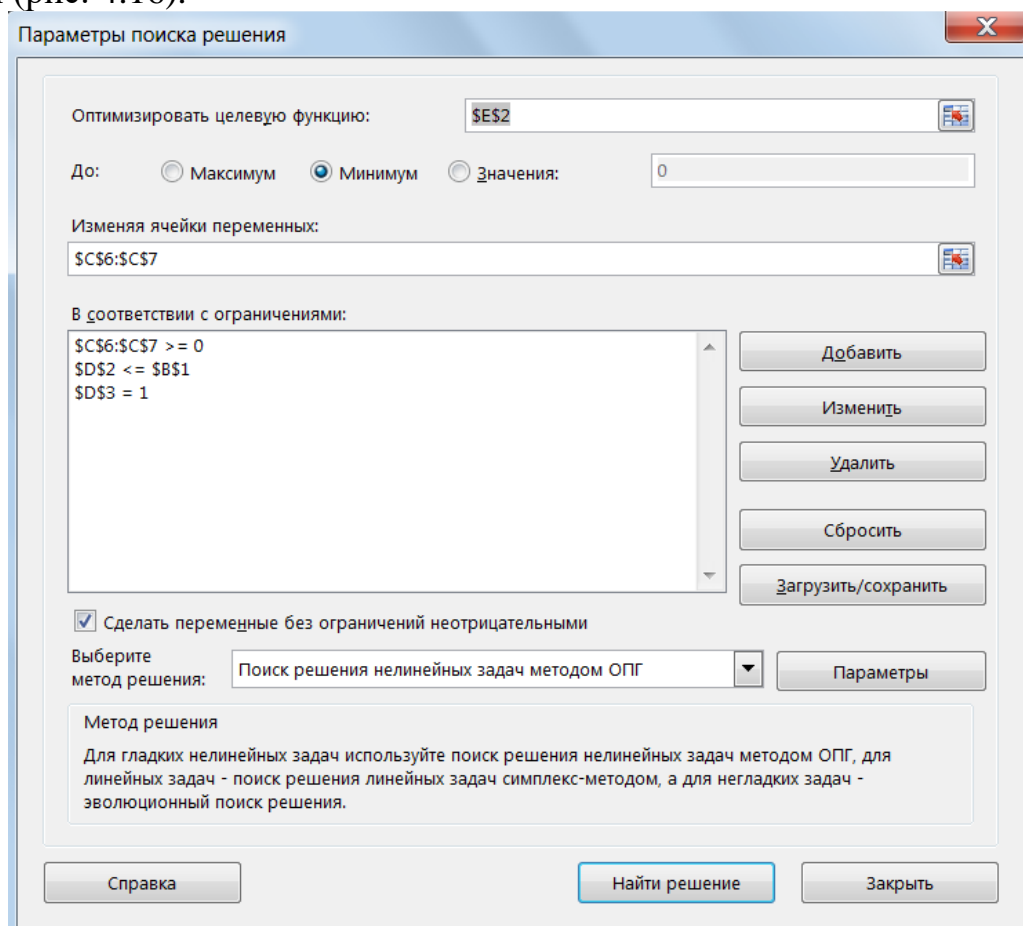 (рис. 4.16).
Параметры поиска решения
Оптимизировать целевую функцию:
$E$2
До:
Максимум
Минимум
Значения:
0
Изменяя ячейки переменных:
$C$6:$C$7
В соответствии с ограничениями:
$C$6:$C$7 >= 0
$D$2 <= $B$1
$D$3 = 1
Добавить
Изменить
Удалить
Сбросить
Загрузить/сохранить
Сделать переменные без ограничений неотрицательными
Выберите
метод решения:
Поиск решения нелинейных задач методом ОПГ
Параметры
Метод решения
Для гладких нелинейных задач используйте поиск решения нелинейных задач методом ОПГ, для
линейных задач - поиск решения линейных задач симплекс-методом, а для негладких задач -
эволюционный поиск решения.
Справка
Найти решение
Закрыть